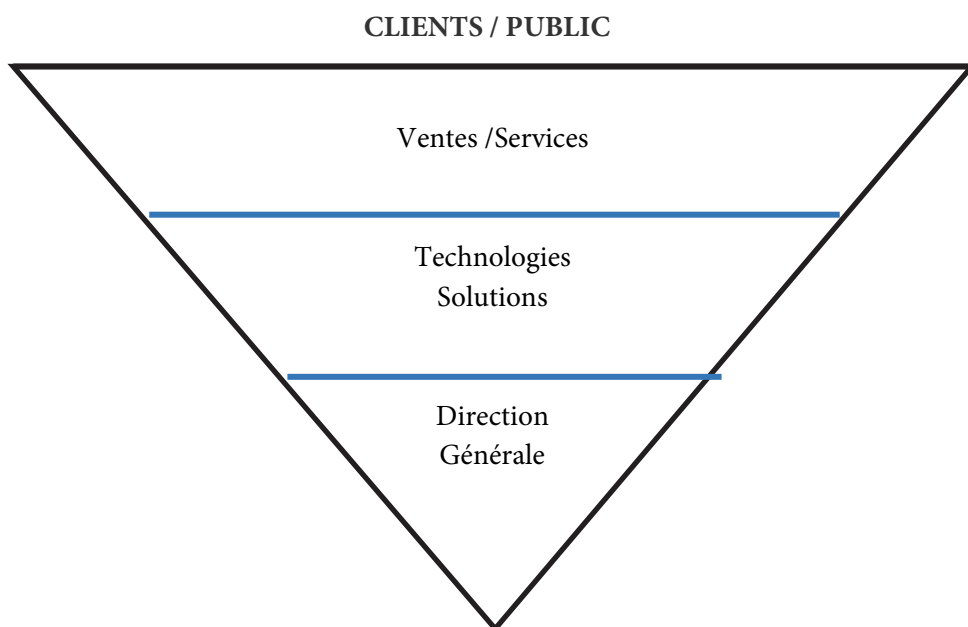 CLIENTS / PUBLIC
Ventes /Services
Technologies
Solutions
Direction
Générale